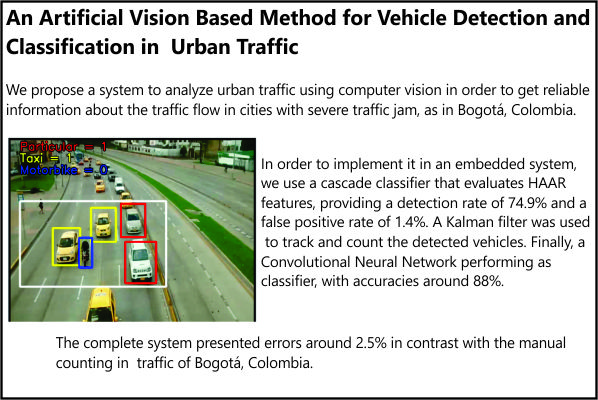 An Artificial Vision Based Method for Vehicle Detection and
Classification in  Urban Traffic
We propose a system to analyze urban traffic using computer vision in order to get reliable
information about the traffic flow in cities with severe traffic jam, as in Bogotá, Colombia.
Particular = 1
Taxi = 1
Motorbike = 0
In order to implement it in an embedded system,
we use a cascade classifier that evaluates HAAR
features, providing a detection rate of 74.9% and a
false positive rate of 1.4%. A Kalman filter was used
to track and count the detected vehicles. Finally, a
Convolutional Neural Network performing as
classifier, with accuracies around 88%.
The complete system presented errors around 2.5% in contrast with the manual
counting in  traffic of Bogotá, Colombia.